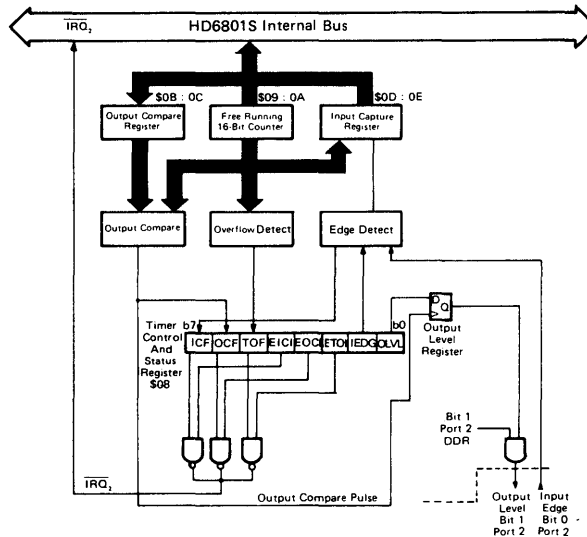 IRQ2 HD6801S Internal Bus
$0B : 0C $09 : 0A $0D : 0E
Output Compare
Register
Free Running
16-Bit Counter
Input Capture
Register
Output Compare
Overflow Detect
Edge Detect
b7 b0
Timer
Control
And
Status
Register
$08
ICF OCF TOF EICI EOCI ETOI IEDG OLVL
D Q
Output
Level
Register
Bit 1
Port 2
DDR
IRQ2
Output Compare Pulse
Output
Level
Bit 1
Port 2
Input
Edge
Bit 0
Port 2